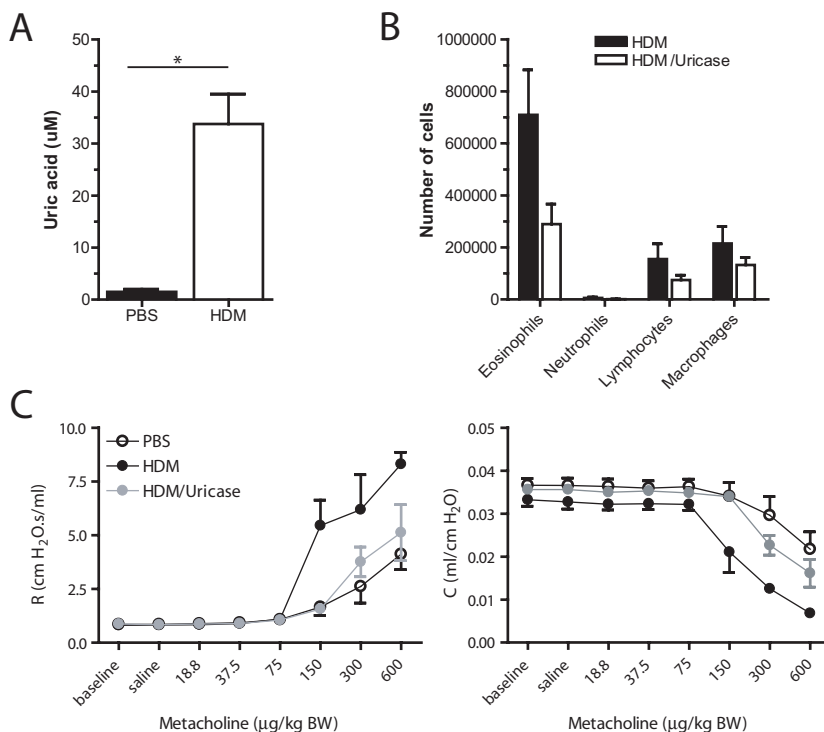 A
Uric acid (uM)
50
40
30
20
10
0
*
PBS
HDM
B
Number of cells
1000000
800000
600000
400000
200000
0
HDM
HDM/Uricase
Eosinophils
Neutrophils
Lymphocytes
Macrophages
C
R (cm H₂O.s/ml)
10.0
7.5
5.0
2.5
0.0
PBS
HDM
HDM/Uricase
baseline
saline
18.8
37.5
75
150
300
600
Metacholine (µg/kg BW)
C (ml/cm H₂O)
0.05
0.04
0.03
0.02
0.01
0.00
baseline
saline
18.8
37.5
75
150
300
600
Metacholine (µg/kg BW)